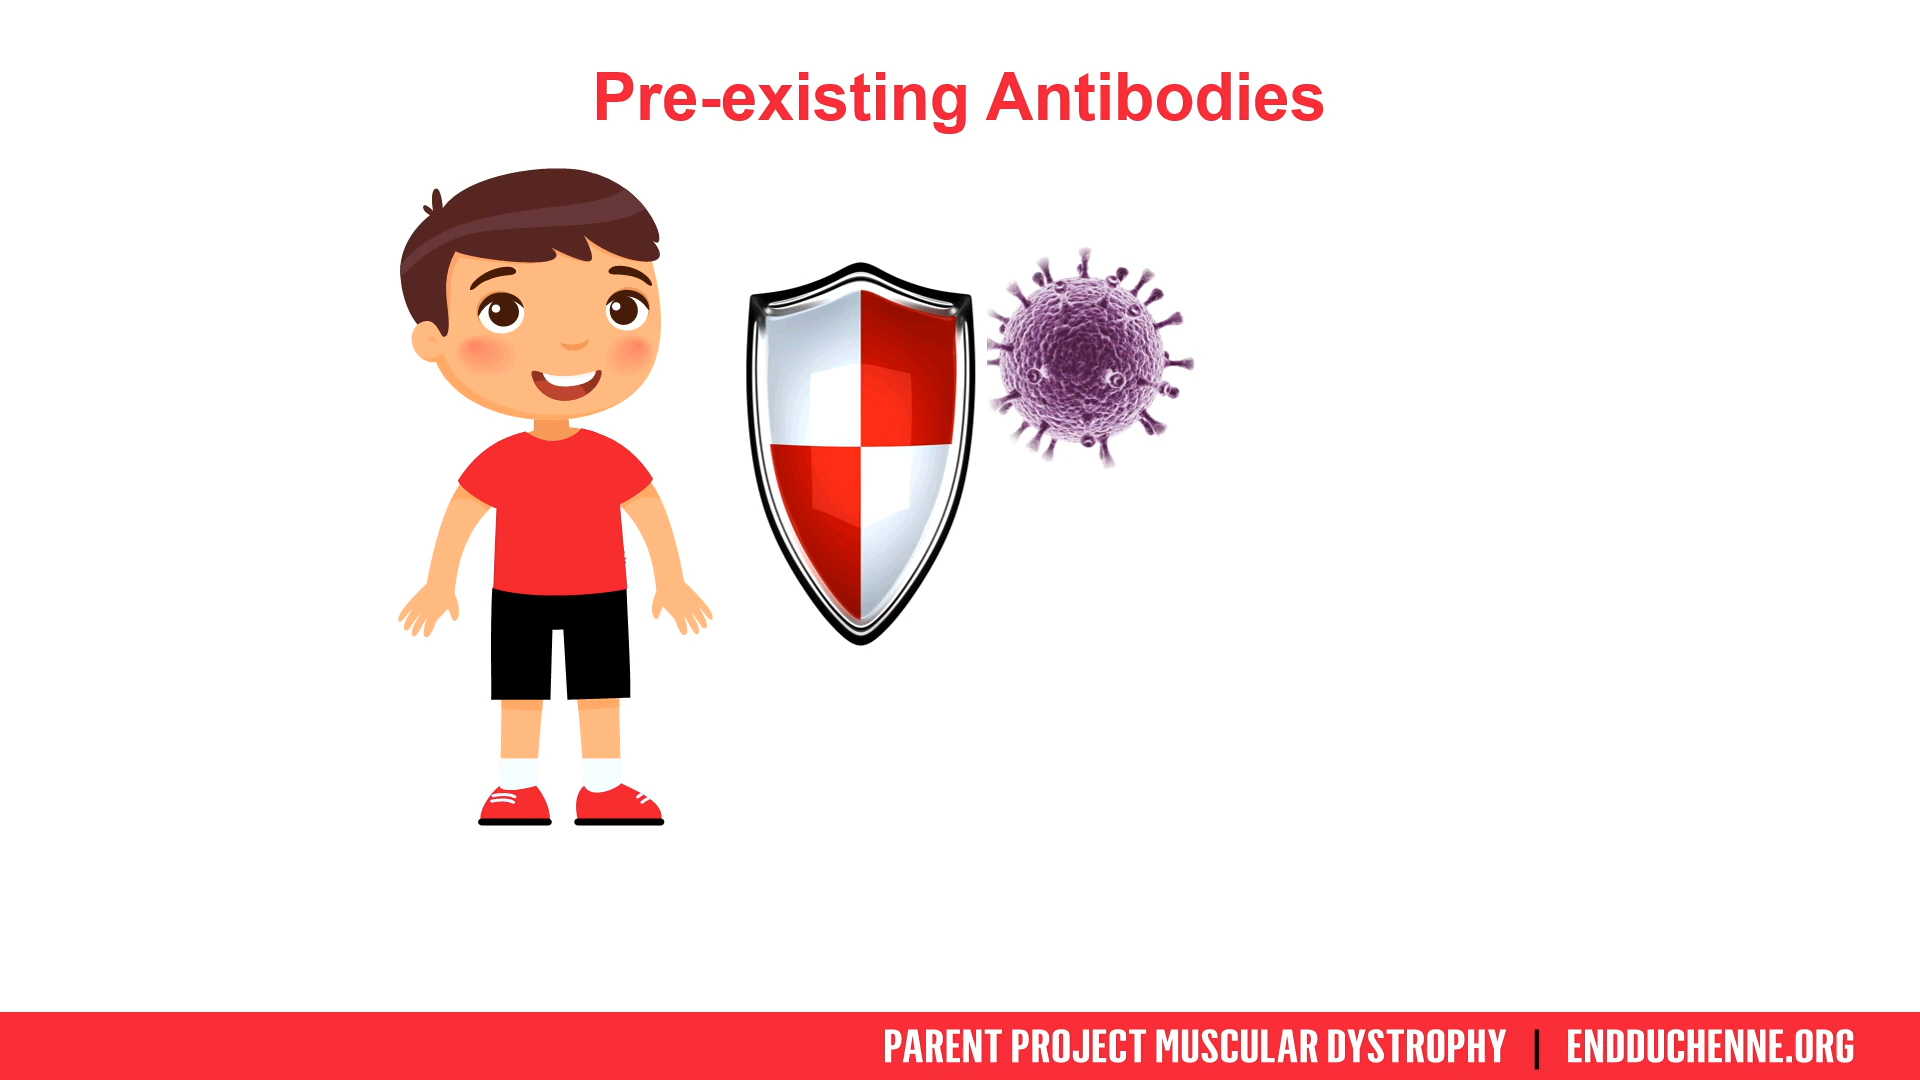 Pre-existing Antibodies
PARENT PROJECT MUSCULAR DYSTROPHY | ENDDUCHENNE.ORG